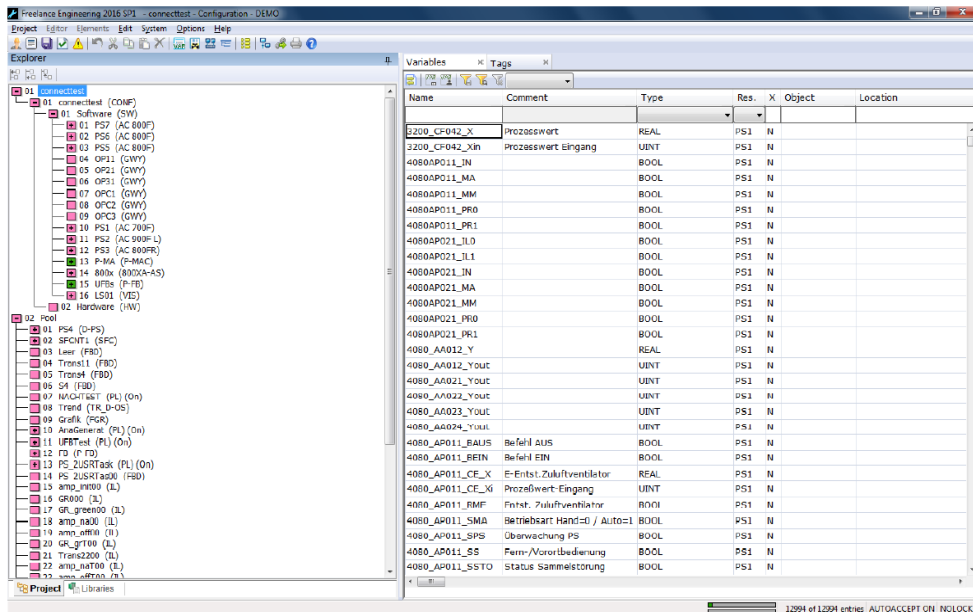 Freelance Engineering 2016 SP1 - connecttest - Configuration - DEMO
Project Editor Elements Edit System Options Help
Explorer
01 connecttest
01 connecttest (CONF)
01 Software (SW)
01 PS7 (AC 800F)
02 PS6 (AC 800F)
03 PS5 (AC 800F)
04 OP11 (GWY)
05 OP21 (GWY)
06 OP31 (GWY)
07 OPC1 (GWY)
08 OPC2 (GWY)
09 OPC3 (GWY)
10 PS1 (AC 700F)
11 PS2 (AC 900F L)
12 PS3 (AC 800FR)
13 P-MA (P-MAC)
14 800x (800XA-AS)
15 UFBs (P-FB)
16 LS01 (VIS)
02 Hardware (HW)
02 Pool
01 PS4 (D-PS)
02 SFCNT1 (SFC)
03 Leer (FBD)
04 Trans11 (FBD)
05 Trans4 (FBD)
06 S4 (FBD)
07 NACHTEST (PL) (On)
08 Trend (TR_D-OS)
09 Grafik (FGR)
10 AnaGenerat (PL) (On)
11 UFBTest (PL) (On)
12 FB (P-FB)
13 PS_2USRTask (PL) (On)
14 PS_2USRTas00 (FBD)
15 amp_init00 (IL)
16 GR000 (IL)
17 GR_green00 (IL)
18 amp_na00 (IL)
19 amp_off00 (IL)
20 GR_grT00 (IL)
21 Trans2200 (IL)
22 amp_naT00 (IL)
23 amp_offT00 (IL)
Project Libraries
Variables Tags
Name Comment Type Res. X Object Location
3200_CF042_X Prozesswert REAL PS1 N
3200_CF042_Xin Prozesswert Eingang UINT PS1 N
4080AP011_IN BOOL PS1 N
4080AP011_MA BOOL PS1 N
4080AP011_MM BOOL PS1 N
4080AP011_PR0 BOOL PS1 N
4080AP011_PR1 BOOL PS1 N
4080AP021_IL0 BOOL PS1 N
4080AP021_IL1 BOOL PS1 N
4080AP021_IN BOOL PS1 N
4080AP021_MA BOOL PS1 N
4080AP021_MM BOOL PS1 N
4080AP021_PR0 BOOL PS1 N
4080AP021_PR1 BOOL PS1 N
4080_AA012_Y REAL PS1 N
4080_AA012_Yout UINT PS1 N
4080_AA021_Yout UINT PS1 N
4080_AA022_Yout UINT PS1 N
4080_AA023_Yout UINT PS1 N
4080_AA024_Yout UINT PS1 N
4080_AP011_BAUS Befehl AUS BOOL PS1 N
4080_AP011_BEIN Befehl EIN BOOL PS1 N
4080_AP011_CE_X E-Entst.Zuluftventilator REAL PS1 N
4080_AP011_CE_Xi Prozeßwert-Eingang UINT PS1 N
4080_AP011_RMF Entst. Zuluftventilator BOOL PS1 N
4080_AP011_SMA Betriebsart Hand=0 / Auto=1 BOOL PS1 N
4080_AP011_SPS Überwachung PS BOOL PS1 N
4080_AP011_SS Fern-/Vorortbedienung BOOL PS1 N
4080_AP011_SSTO Status Sammelstörung BOOL PS1 N
12994 of 12994 entries AUTOACCEPT ON NOLOCK